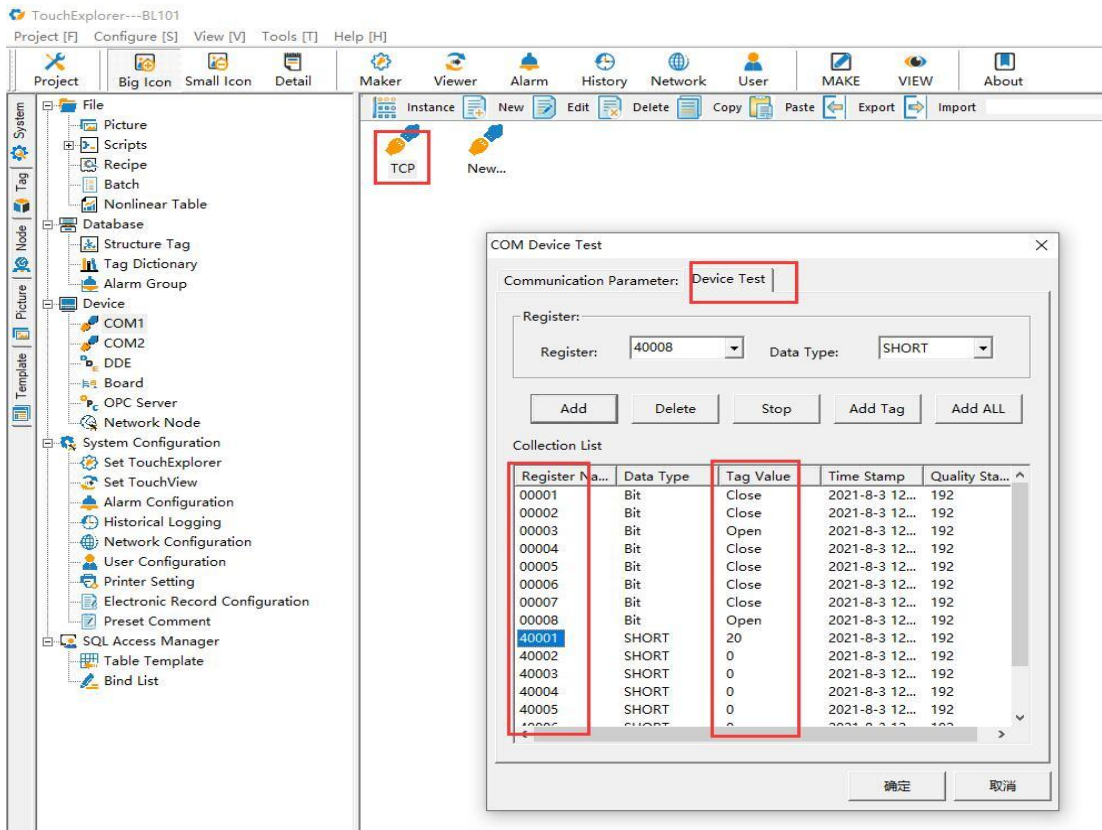 TouchExplorer---BL101
Project [F] Configure [S] View [V] Tools [T] Help [H]
Project Big Icon Small Icon Detail Maker Viewer Alarm History Network User MAKE VIEW About
Instance New Edit Delete Copy Paste Export Import
System
Tag
Node
Picture
Template
File
Picture
Scripts
Recipe
Batch
Nonlinear Table
Database
Structure Tag
Tag Dictionary
Alarm Group
Device
COM1
COM2
DDE
Board
OPC Server
Network Node
System Configuration
Set TouchExplorer
Set TouchView
Alarm Configuration
Historical Logging
Network Configuration
User Configuration
Printer Setting
Electronic Record Configuration
Preset Comment
SQL Access Manager
Table Template
Bind List
TCP New...
COM Device Test
Communication Parameter: Device Test
Register:
Register: 40008 Data Type: SHORT
Add Delete Stop Add Tag Add ALL
Collection List
Register Na... Data Type Tag Value Time Stamp Quality Sta...
00001 Bit Close 2021-8-3 12... 192
00002 Bit Close 2021-8-3 12... 192
00003 Bit Open 2021-8-3 12... 192
00004 Bit Close 2021-8-3 12... 192
00005 Bit Close 2021-8-3 12... 192
00006 Bit Close 2021-8-3 12... 192
00007 Bit Close 2021-8-3 12... 192
00008 Bit Open 2021-8-3 12... 192
40001 SHORT 20 2021-8-3 12... 192
40002 SHORT 0 2021-8-3 12... 192
40003 SHORT 0 2021-8-3 12... 192
40004 SHORT 0 2021-8-3 12... 192
40005 SHORT 0 2021-8-3 12... 192
确定 取消